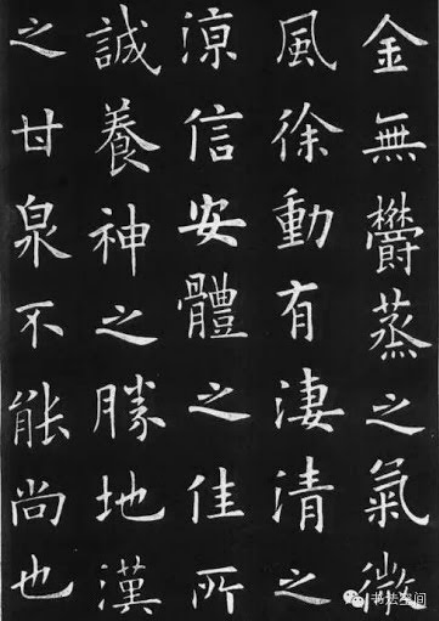 金無鬱蒸之氣微
風徐動有淒清之
涼信安體之佳所
誠養神之勝地漢
之甘泉不能尚也
书法空间